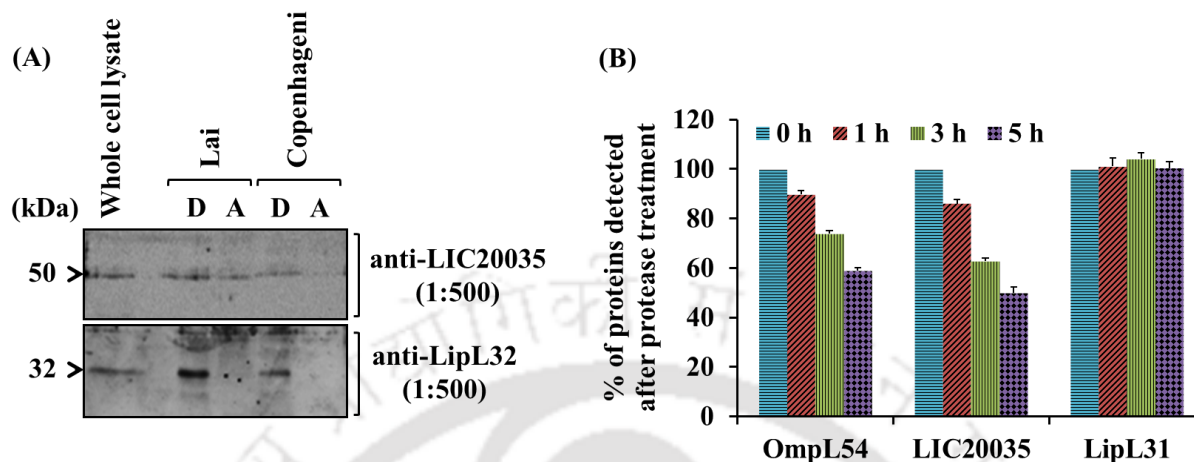 (A)
Whole cell lysate
Lai
Copenhageni
(kDa)
D A D A
50
anti-LIC20035
(1:500)
32
anti-LipL32
(1:500)
(B)
% of proteins detected
after protease treatment
0 h 1 h 3 h 5 h
120
100
80
60
40
20
0
OmpL54 LIC20035 LipL31